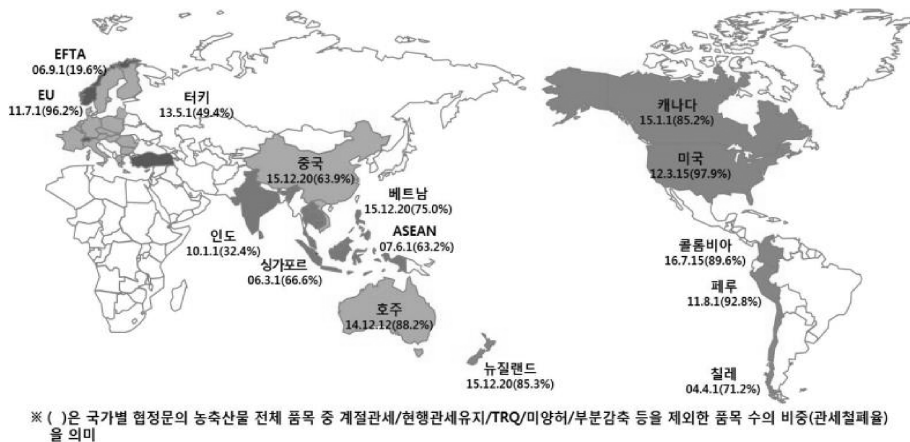 EFTA
06.9.1(19.6%)
EU
11.7.1(96.2%)
터키
13.5.1(49.4%)
중국
15.12.20(63.9%)
베트남
15.12.20(75.0%)
인도
10.1.1(32.4%)
ASEAN
07.6.1(63.2%)
싱가포르
06.3.1(66.6%)
호주
14.12.12(88.2%)
뉴질랜드
15.12.20(85.3%)
캐나다
15.1.1(85.2%)
미국
12.3.15(97.9%)
콜롬비아
16.7.15(89.6%)
페루
11.8.1(92.8%)
칠레
04.4.1(71.2%)
※ ( )은 국가별 협정문의 농축산물 전체 품목 중 계절관세/현행관세유지/TRQ/미양허/부분감축 등을 제외한 품목 수의 비중(관세철폐율)
을 의미